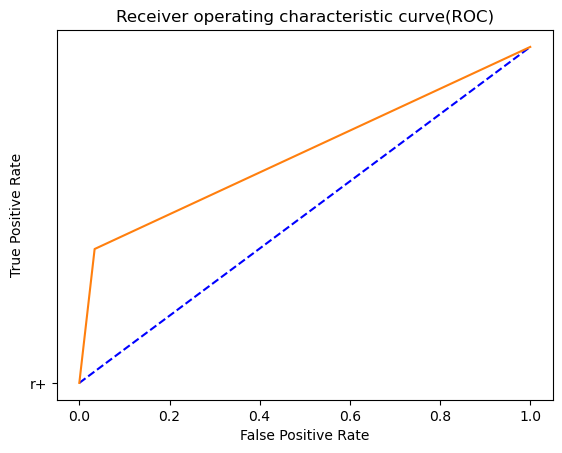 Receiver operating characteristic curve(ROC)
True Positive Rate
r+
0.0 0.2 0.4 0.6 0.8 1.0
False Positive Rate